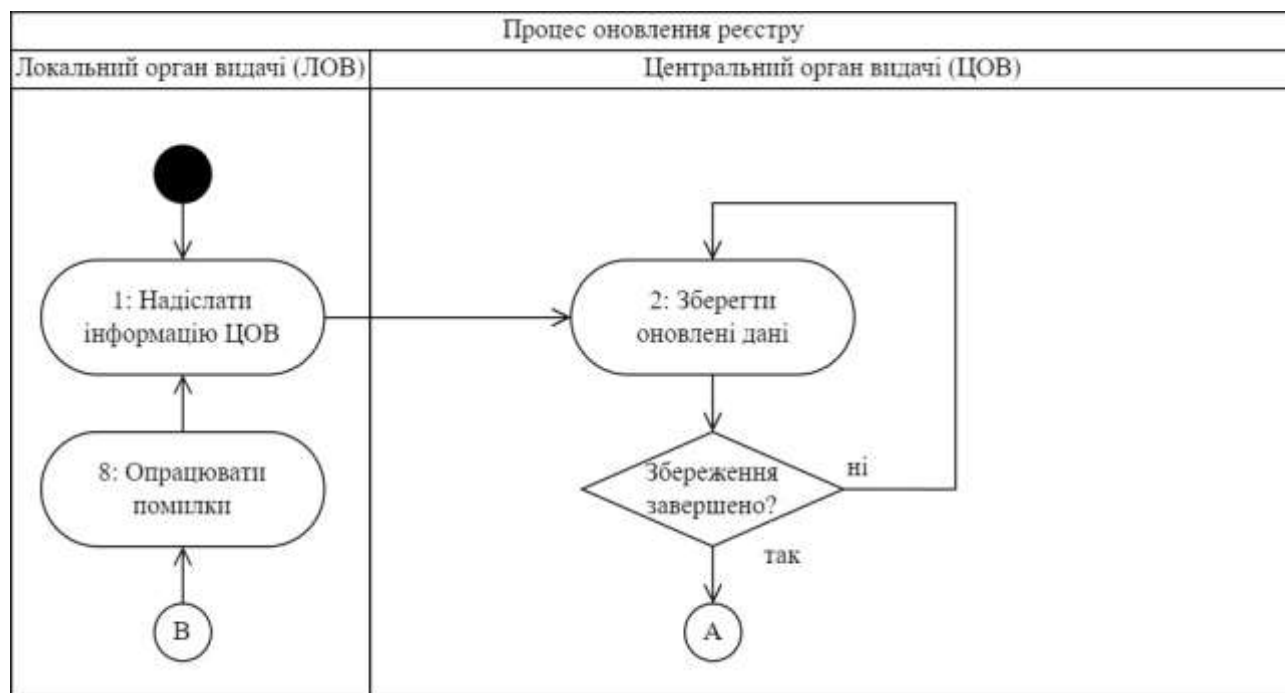 Процес оновлення реєстру
Локальний орган видачі (ЛОВ)
Центральний орган видачі (ЦОВ)
1: Надіслати
інформацію ЦОВ
2: Зберегти
оновлені дані
8: Опрацювати
помилки
Збереження
завершено?
ні
так
В
А